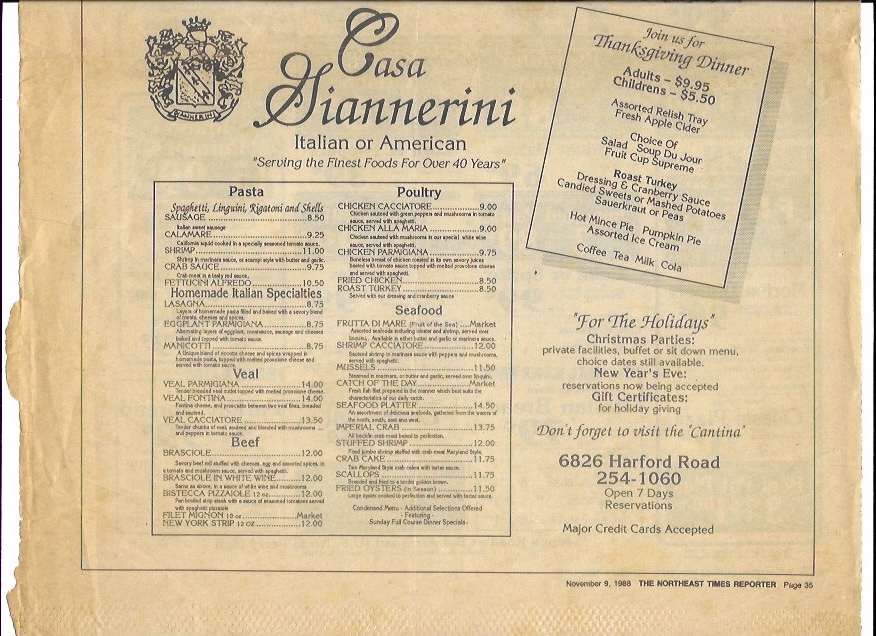 Casa
Giannerini
GIANNERINI
Italian or American
"Serving the Finest Foods For Over 40 Years"
Join us for
Thanksgiving Dinner
Adults – $9.95
Childrens – $5.50
Assorted Relish Tray
Fresh Apple Cider
Choice Of
Salad Soup Du Jour
Fruit Cup Supreme
Roast Turkey
Dressing & Cranberry Sauce
Candied Sweets or Mashed Potatoes
Sauerkraut or Peas
Hot Mince Pie Pumpkin Pie
Assorted Ice Cream
Coffee Tea Milk Cola
Pasta
Spaghetti, Linguini, Rigatoni and Shells
SAUSAGE 8.50
Italian sweet sausage
CALAMARE 9.25
California squid cooked in a specially seasoned tomato sauce.
SHRIMP 11.00
Shrimp in marinara sauce, or scampi style with butter and garlic.
CRAB SAUCE 9.75
Crab meat in a tasty red sauce.
FETTUCINI ALFREDO 10.50
Homemade Italian Specialties
LASAGNA 8.75
Layers of homemade pasta filled and baked with a savory blend
of meats, cheeses and spices.
EGGPLANT PARMIGIANA 8.75
Alternating layers of eggplant, meatsauce, sausage and cheeses
baked and topped with tomato sauce.
MANICOTTI 8.75
A Unique blend of ricotta cheese and spices wrapped in
homemade pasta, topped with melted provolone cheese and
served with tomato sauce.
Veal
VEAL PARMIGIANA 14.00
Tender breaded veal cutlet topped with melted provolone cheese
VEAL FONTINA 14.00
Fontina cheese, and prosciutto between two veal filets, breaded
and sauteed.
VEAL CACCIATORE 13.50
Tender chunks of veal, sauteed and blended with mushrooms
and peppers in tomato sauce.
Beef
BRASCIOLE 12.00
Savory beef roll stuffed with cheeses, egg and assorted spices, in
a tomato and mushroom sauce, served with spaghetti.
BRASCIOLE IN WHITE WINE 12.00
Same as above, in a sauce of white wine and mushrooms
BISTECCA PIZZAIOLE 12 oz. 12.00
Pan broiled strip steak with a sauce of seasoned tomatoes served
with spaghetti pizzaiole
FILET MIGNON 10 oz Market
NEW YORK STRIP 12 OZ 12.00
Poultry
CHICKEN CACCIATORE 9.00
Chicken sauteed with green peppers and mushrooms in tomato
sauce, served with spaghetti.
CHICKEN ALLA MARIA 9.00
Chicken sauteed with mushrooms in our special white wine
sauce, served with spaghetti.
CHICKEN PARMIGIANA 9.75
Boneless breast of chicken roasted in its own savory juices
basted with tomato sauce topped with melted provolone cheese
and served with spaghetti.
FRIED CHICKEN 8.50
ROAST TURKEY 8.50
Served with our dressing and cranberry sauce
Seafood
FRUTTA DI MARE (Fruit of the Sea) Market
Assorted seafoods including lobster and shrimp, served over
linguini. Available in either butter and garlic or marinara sauce.
SHRIMP CACCIATORE 12.00
Sauteed shrimp in marinara sauce with peppers and mushrooms,
served with spaghetti.
MUSSELS 11.50
Steamed in marinara, or butter and garlic, served over linguini.
CATCH OF THE DAY Market
Fresh fish filet prepared in the manner which best suits the
characteristics of our daily catch.
SEAFOOD PLATTER 14.50
An assortment of delicious seafoods, gathered from the waters of
the north, south, east and west.
IMPERIAL CRAB 13.75
All backfin crab meat baked to perfection.
STUFFED SHRIMP 12.00
Fried jumbo shrimp stuffed with crab meat Maryland Style.
CRAB CAKE 11.75
Two Maryland Style crab cakes with tartar sauce.
SCALLOPS 11.75
Breaded and fried to a tender golden brown.
FRIED OYSTERS (In Season) 11.50
Large oyster cooked to perfection and served with tartar sauce.
Condensed Menu - Additional Selections Offered
- Featuring -
Sunday Full Course Dinner Specials
"For The Holidays"
Christmas Parties:
private facilities, buffet or sit down menu,
choice dates still available.
New Year's Eve:
reservations now being accepted
Gift Certificates:
for holiday giving
Don't forget to visit the "Cantina"
6826 Harford Road
254-1060
Open 7 Days
Reservations
Major Credit Cards Accepted
November 9, 1988 THE NORTHEAST TIMES REPORTER Page 35